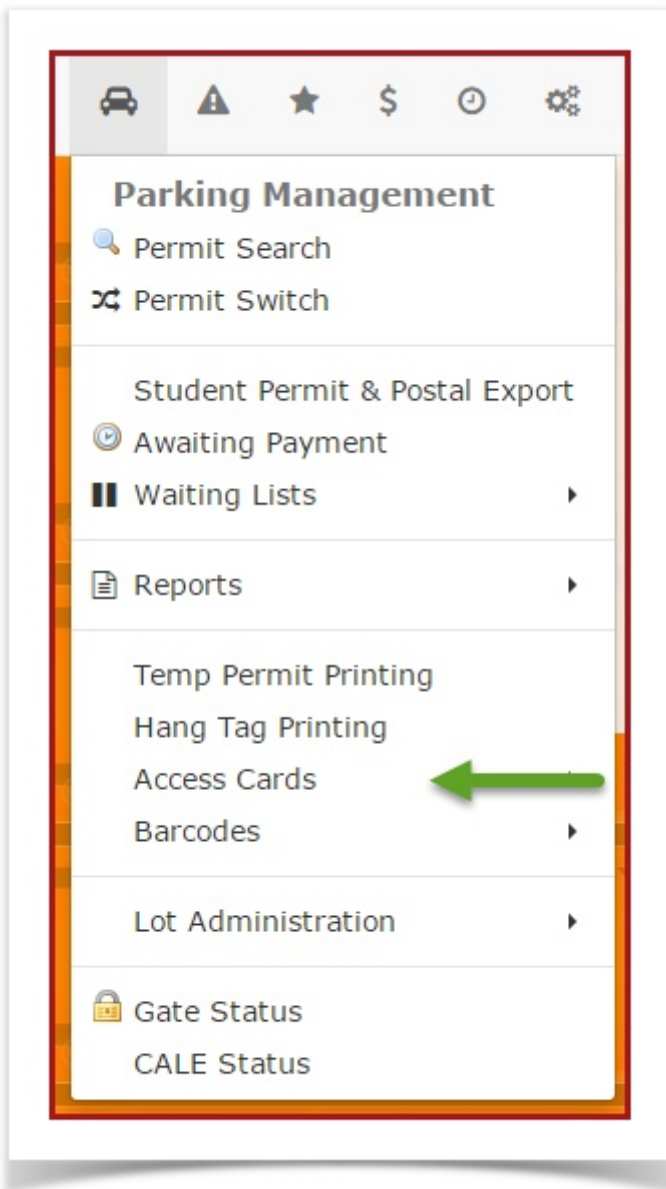 $
Parking Management
Permit Search
Permit Switch
Student Permit & Postal Export
Awaiting Payment
Waiting Lists
Reports
Temp Permit Printing
Hang Tag Printing
Access Cards
Barcodes
Lot Administration
Gate Status
CALE Status